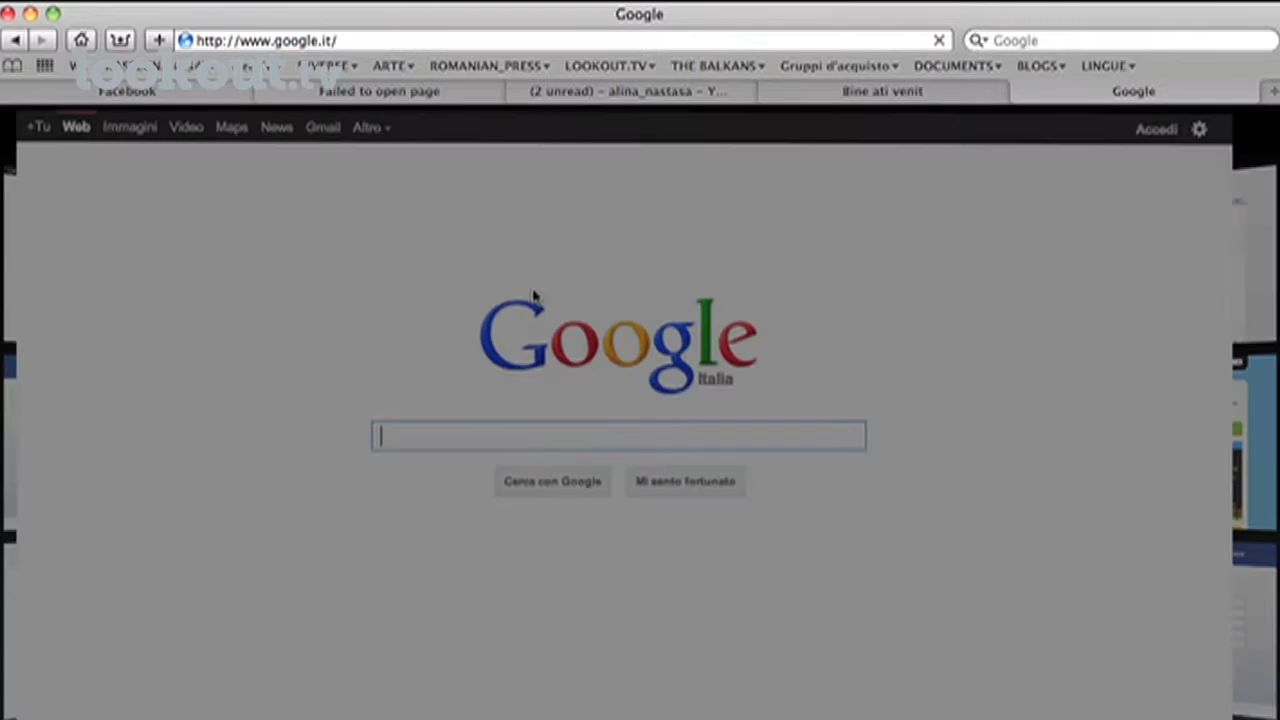 Google
http://www.google.it/
Google
lookout.tv
ARTE ROMANIAN_PRESS LOOKOUT.TV THE BALKANS Gruppi d'acquisto DOCUMENTS BLOGS LINGUE
Facebook Failed to open page (2 unread) – alina_nastasa – Y... Bine ati venit Google
+Tu Web Immagini Video Maps News Gmail Altro Accedi
Google
Italia
Cerca con Google Mi sento fortunato